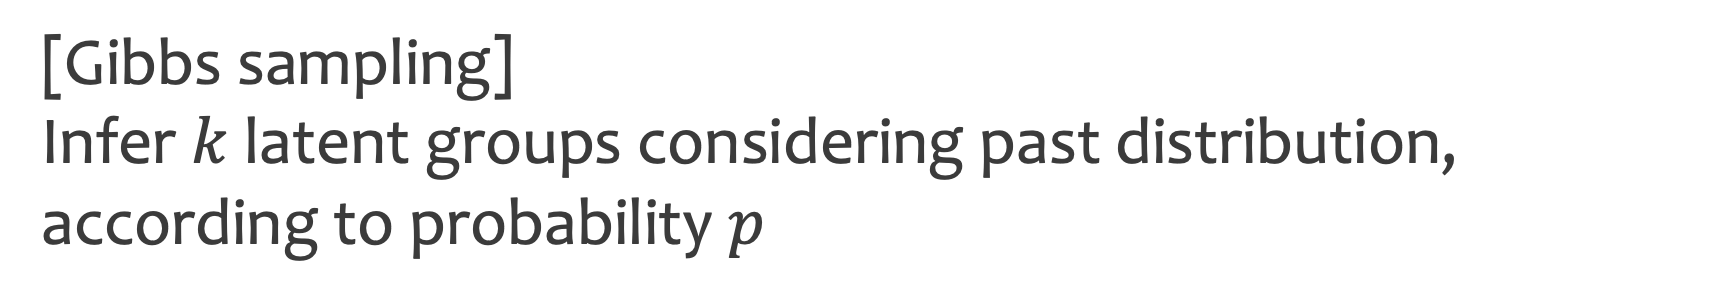 [Gibbs sampling]
Infer k latent groups considering past distribution,
according to probability p